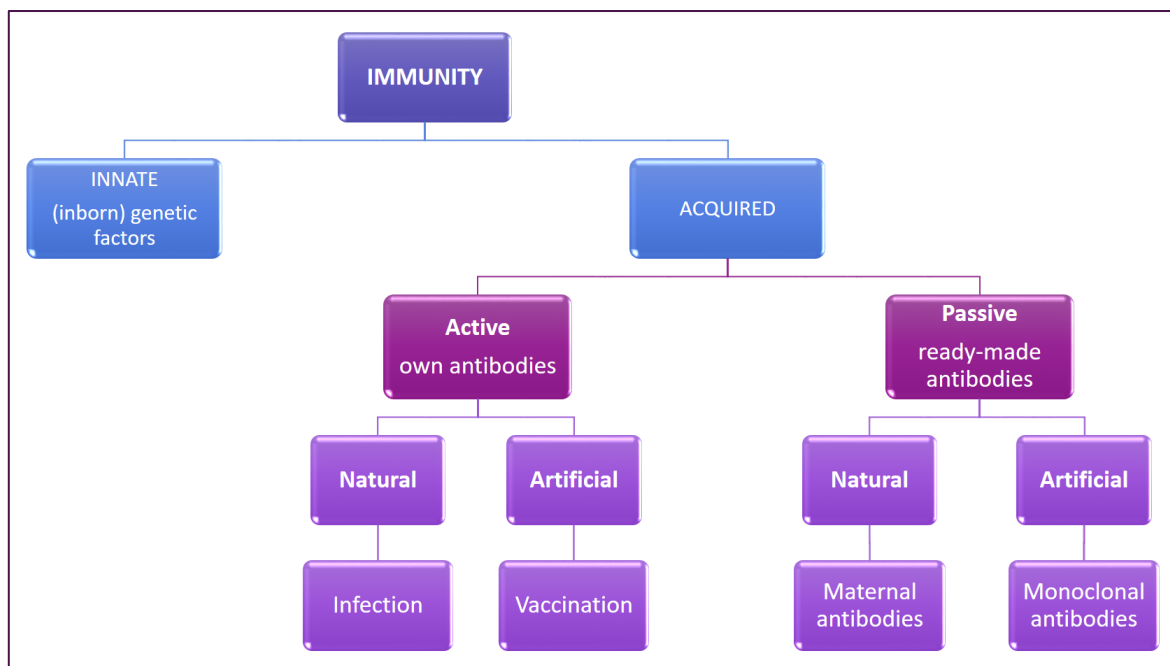 IMMUNITY
INNATE
(inborn) genetic
factors
ACQUIRED
Active
own antibodies
Passive
ready-made
antibodies
Natural
Artificial
Natural
Artificial
Infection
Vaccination
Maternal
antibodies
Monoclonal
antibodies